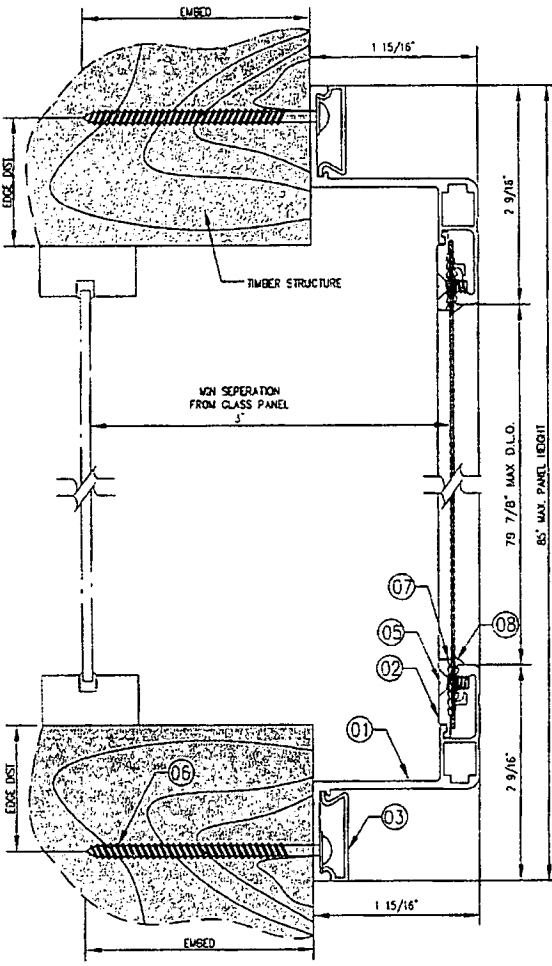 EMBED
1 15/16"
EDGE DIST
2 9/16"
TIMBER STRUCTURE
MIN SEPERATION
FROM GLASS PANEL
3"
79 7/8" MAX D.L.O.
85" MAX. PANEL HEIGHT
07
08
05
02
01
EDGE DIST
06
2 9/16"
03
1 15/16"
EMBED